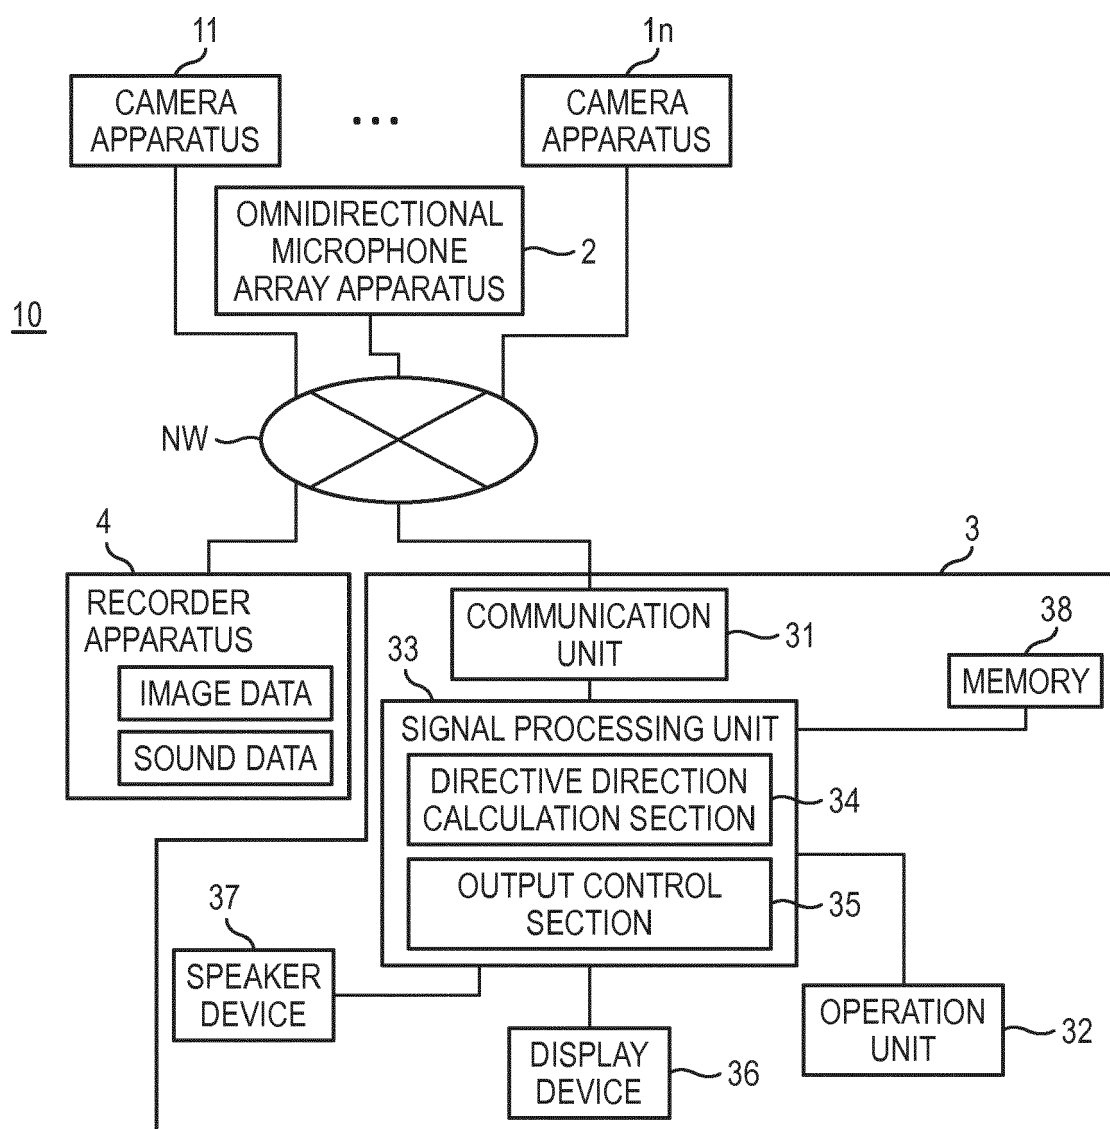 11
1n
CAMERA
APPARATUS
...
CAMERA
APPARATUS
OMNIDIRECTIONAL
MICROPHONE
ARRAY APPARATUS
2
10
NW
4
3
RECORDER
APPARATUS
IMAGE DATA
SOUND DATA
COMMUNICATION
UNIT
31
38
MEMORY
33
SIGNAL PROCESSING UNIT
DIRECTIVE DIRECTION
CALCULATION SECTION
34
OUTPUT CONTROL
SECTION
35
37
SPEAKER
DEVICE
DISPLAY
DEVICE
36
OPERATION
UNIT
32